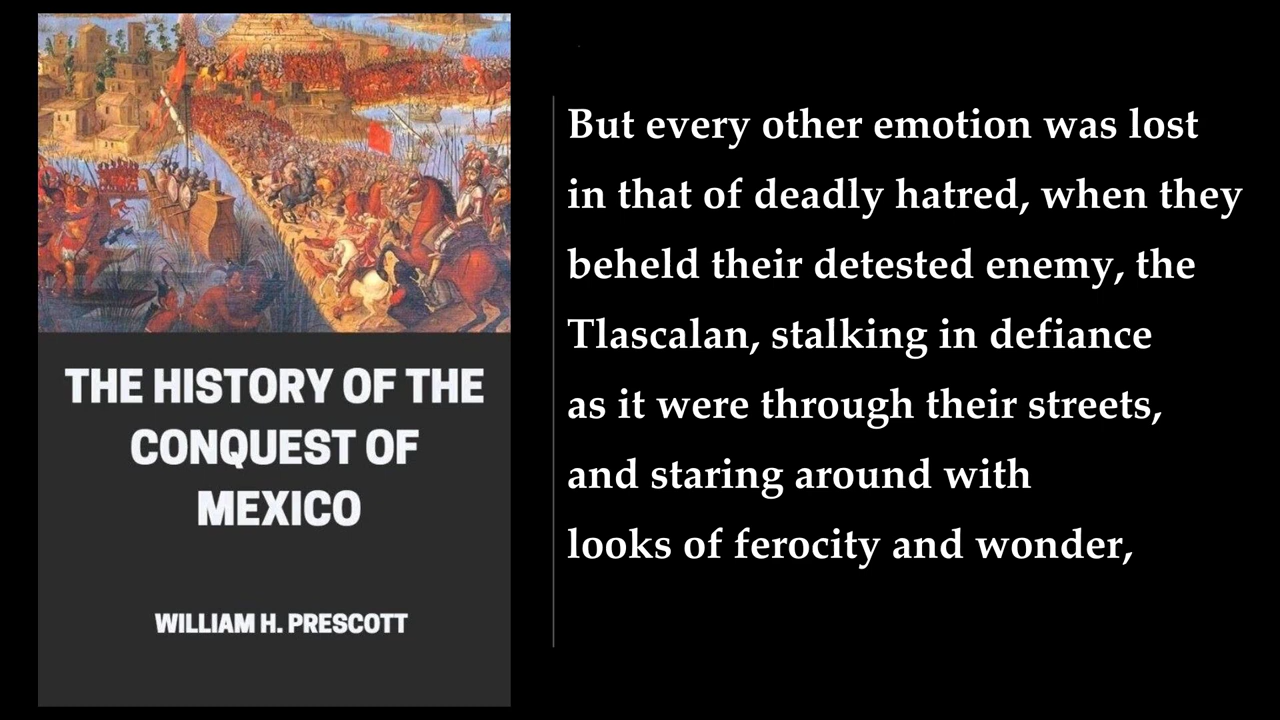 THE HISTORY OF THE
CONQUEST OF
MEXICO
WILLIAM H. PRESCOTT
But every other emotion was lost
in that of deadly hatred, when they
beheld their detested enemy, the
Tlascalan, stalking in defiance
as it were through their streets,
and staring around with
looks of ferocity and wonder,